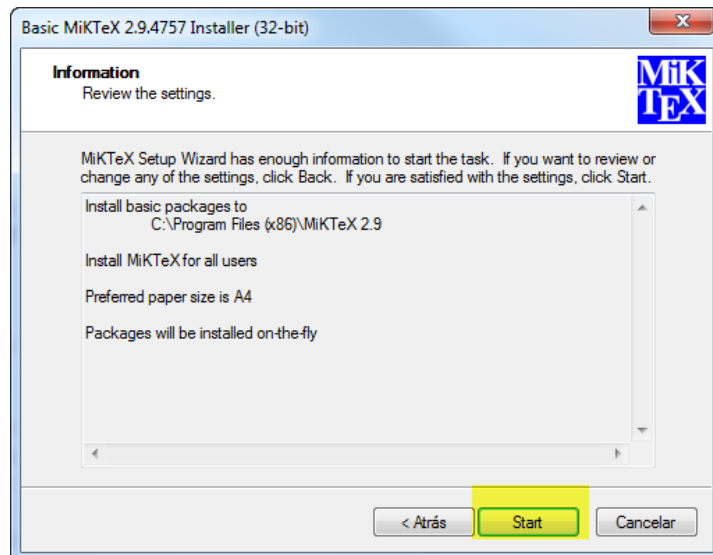 Basic MiKTeX 2.9.4757 Installer (32-bit)
Information
Review the settings.
MiK
TEX
MiKTeX Setup Wizard has enough information to start the task. If you want to review or
change any of the settings, click Back. If you are satisfied with the settings, click Start.
Install basic packages to
C:\Program Files (x86)\MiKTeX 2.9
Install MiKTeX for all users
Preferred paper size is A4
Packages will be installed on-the-fly
< Atrás Start Cancelar